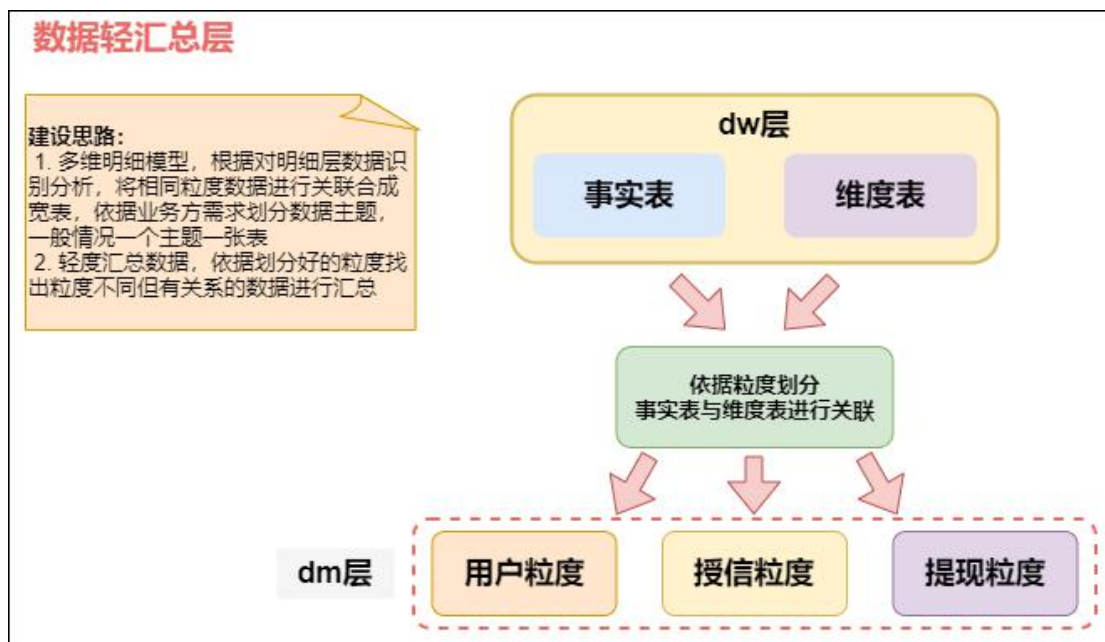 数据轻汇总层
建设思路：
1. 多维明细模型，根据对明细层数据识
别分析，将相同粒度数据进行关联合成
宽表，依据业务方需求划分数据主题，
一般情况一个主题一张表
2. 轻度汇总数据，依据划分好的粒度找
出粒度不同但有关系的数据进行汇总
dw层
事实表
维度表
依据粒度划分
事实表与维度表进行关联
dm层
用户粒度
授信粒度
提现粒度